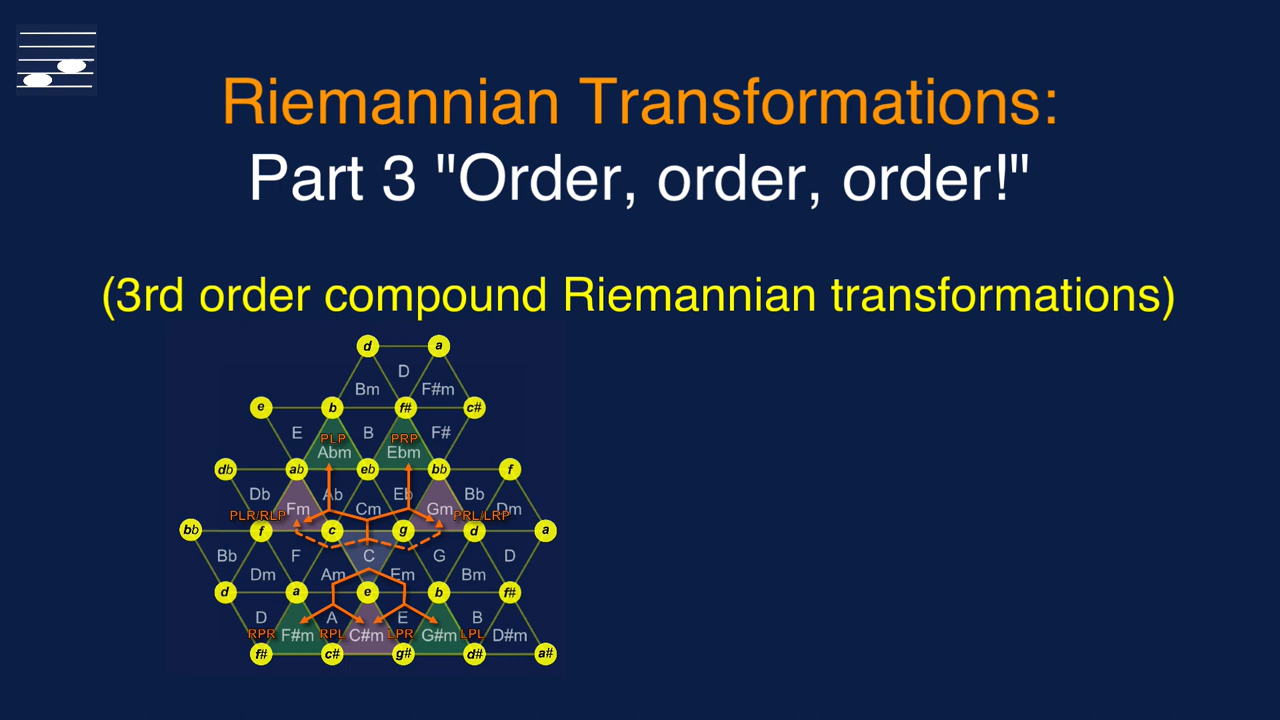 Riemannian Transformations:
Part 3 "Order, order, order!"
(3rd order compound Riemannian transformations)
d a
D
Bm F#m
e b f# c#
E B F#
PLP PRP
Abm Ebm
db ab eb bb f
Db Ab Eb Bb
Fm Cm Gm Dm
PLR/RLP PRL/LRP
bb f c g d a
Bb F C G D
Dm Am Em Bm
d a e b f#
D A E B
RPR F#m RPL C#m LPR G#m LPL D#m
f# c# g# d# a#